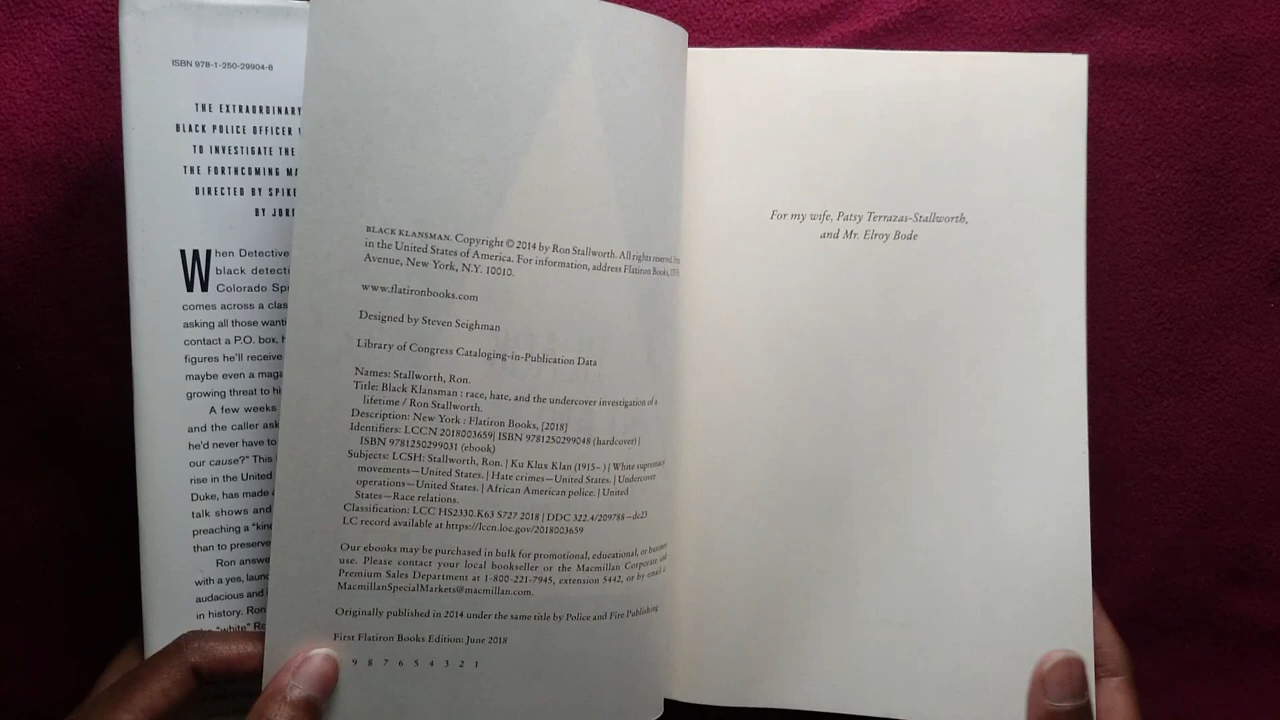 ISBN 978-1-250-29904-8
THE EXTRAORDINARY
BLACK POLICE OFFICER
TO INVESTIGATE THE
THE FORTHCOMING
DIRECTED BY SPIKE
BY
When Detective
black
Colorado
comes across a
asking all those
contact a P.O. box,
figures he'll receive
maybe even a
growing threat to
A few weeks
and the caller
he'd never have to
our cause?" This
rise in the United
Duke, has made
talk shows and
preaching a
than to preserve
Ron
with a yes,
audacious and
in history. Ron
"white"
BLACK KLANSMAN. Copyright © 2014 by Ron Stallworth. All rights reserved.
in the United States of America. For information, address Flatiron Books,
Avenue, New York, N.Y. 10010.
www.flatironbooks.com
Designed by Steven Seighman
Library of Congress Cataloging-in-Publication Data
Names: Stallworth, Ron.
Title: Black Klansman : race, hate, and the undercover investigation of a
lifetime / Ron Stallworth.
Description: New York : Flatiron Books, [2018]
Identifiers: LCCN 2018003659| ISBN 9781250299048 (hardcover) |
ISBN 9781250299031 (ebook)
Subjects: LCSH: Stallworth, Ron. | Ku Klux Klan (1915– ) | White supremacy
movements—United States. | Hate crimes—United States. | Undercover
operations—United States. | African American police. | United
States—Race relations.
Classification: LCC HS2330.K63 S727 2018 | DDC 322.4/209788—dc23
LC record available at https://lccn.loc.gov/2018003659
Our ebooks may be purchased in bulk for promotional, educational, or business
use. Please contact your local bookseller or the Macmillan Corporate and
Premium Sales Department at 1-800-221-7945, extension 5442, or by email at
MacmillanSpecialMarkets@macmillan.com.
Originally published in 2014 under the same title by Police and Fire Publishing
First Flatiron Books Edition: June 2018
9 8 7 6 5 4 3 2 1
For my wife, Patsy Terrazas-Stallworth,
and Mr. Elroy Bode